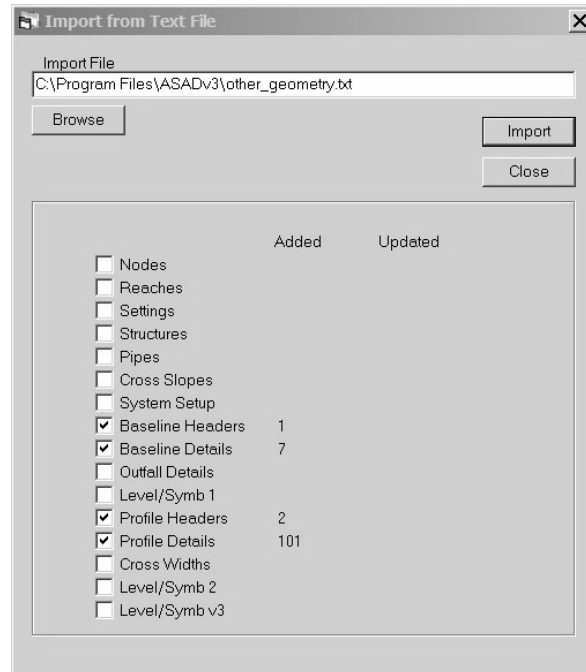 Import from Text File
Import File
C:\Program Files\ASADv3\other_geometry.txt
Browse
Import
Close
Added Updated
Nodes
Reaches
Settings
Structures
Pipes
Cross Slopes
System Setup
Baseline Headers 1
Baseline Details 7
Outfall Details
Level/Symb 1
Profile Headers 2
Profile Details 101
Cross Widths
Level/Symb 2
Level/Symb v3